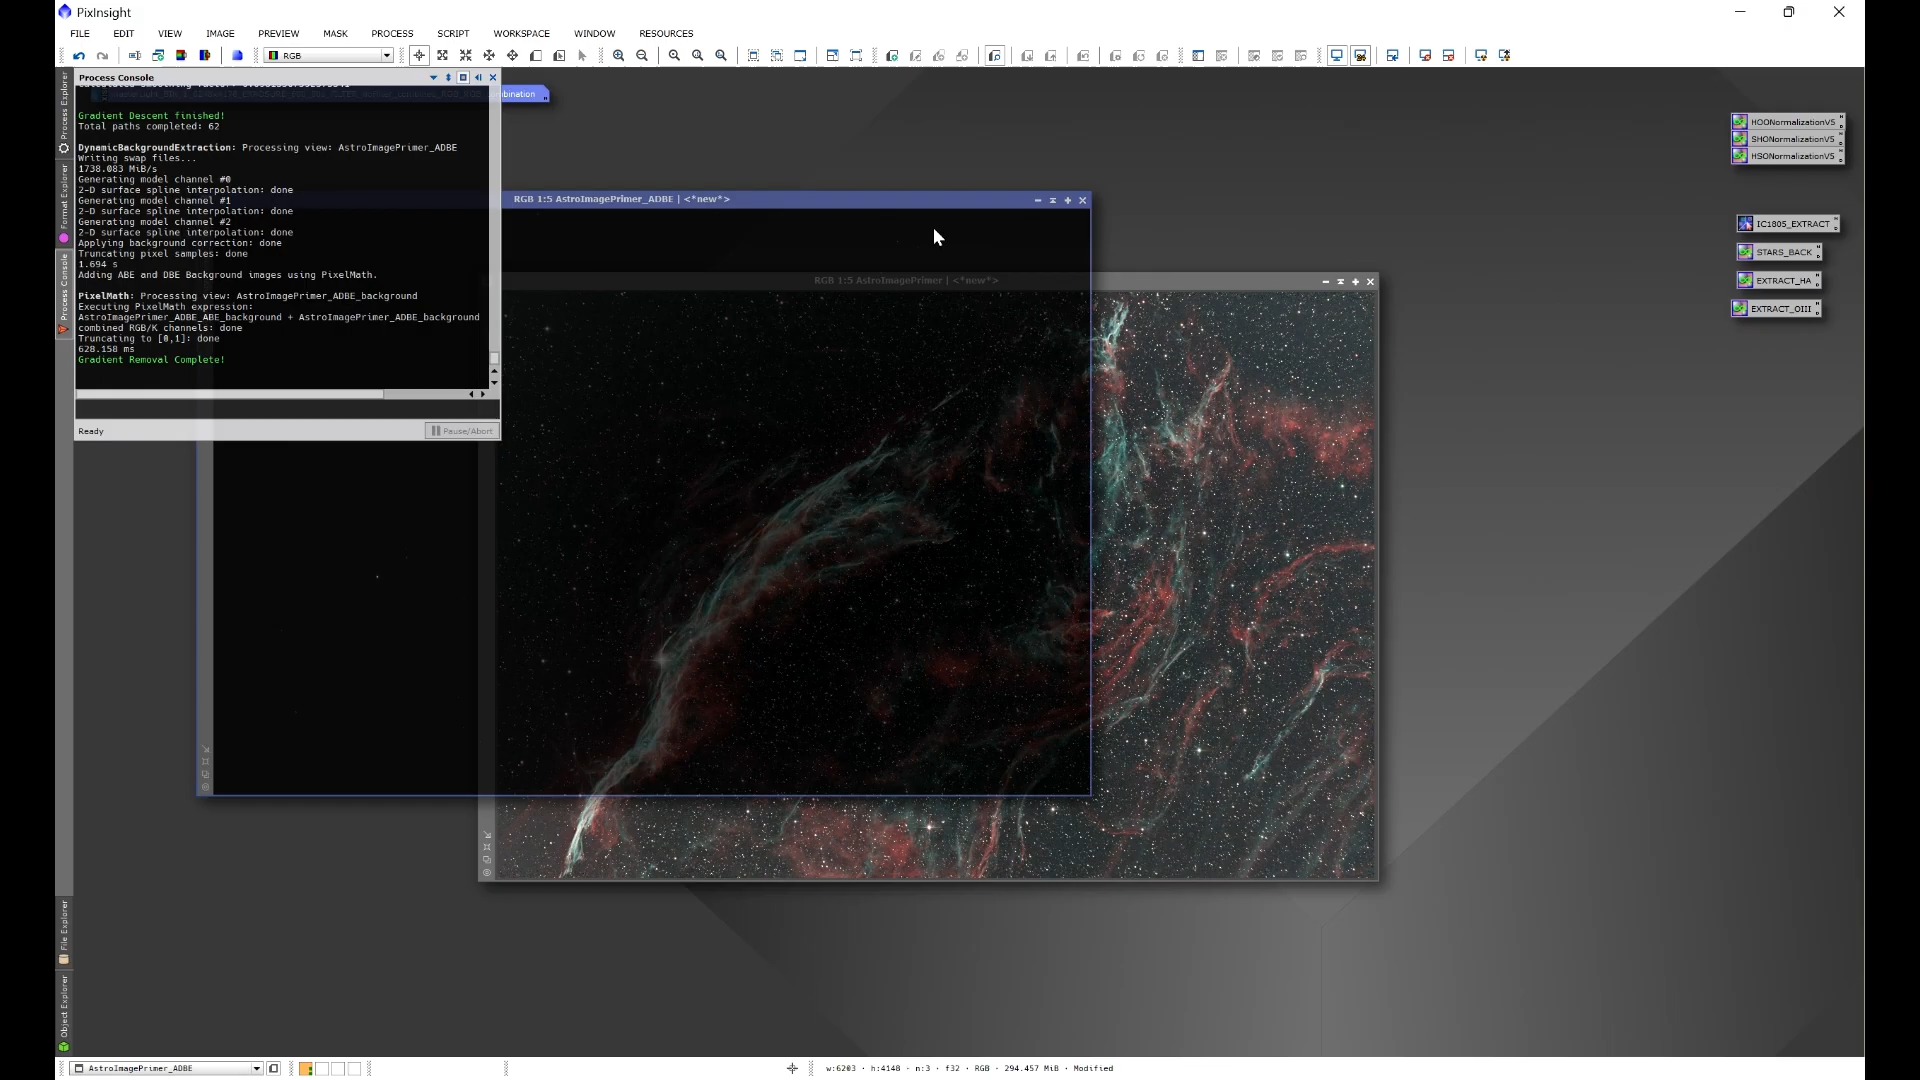 PixInsight
FILE EDIT VIEW IMAGE PREVIEW MASK PROCESS SCRIPT WORKSPACE WINDOW RESOURCES
RGB
Process Console
bination
Gradient Descent finished!
Total paths completed: 62
DynamicBackgroundExtraction: Processing view: AstroImagePrimer_ADBE
Writing swap files...
1738.083 MiB/s
Generating model channel #0
2-D surface spline interpolation: done
Generating model channel #1
2-D surface spline interpolation: done
Generating model channel #2
2-D surface spline interpolation: done
Applying background correction: done
Truncating pixel samples: done
1.694 s
Adding ABE and DBE Background images using PixelMath.
PixelMath: Processing view: AstroImagePrimer_ADBE_background
Executing PixelMath expression:
AstroImagePrimer_ADBE_ABE_background + AstroImagePrimer_ADBE_background
combined RGB/K channels: done
Truncating to [0,1]: done
628.158 ms
Gradient Removal Complete!
Ready
Pause/Abort
Process Explorer
Format Explorer
Process Console
File Explorer
Object Explorer
RGB 1:5 AstroImagePrimer_ADBE | <*new*>
RGB 1:5 AstroImagePrimer | <*new*>
HOONormalizationV5
SHONormalizationV5
HSONormalizationV5
IC1805_EXTRACT
STARS_BACK
EXTRACT_HA
EXTRACT_OIII
AstroImagePrimer_ADBE
w:6203 · h:4148 · n:3 · f32 · RGB · 294.457 MiB · Modified